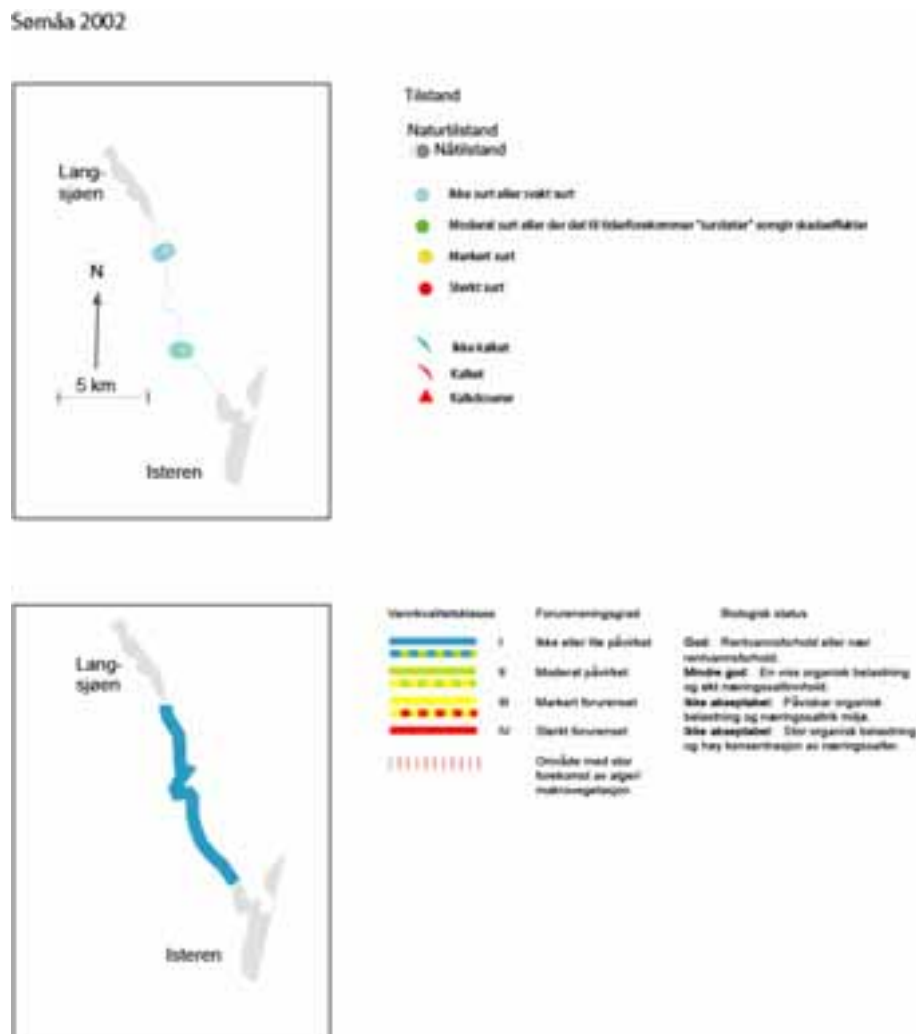 Sømåa 2002
Lang-
sjøen
N
5 km
Isteren
Tilstand
Naturtilstand
Nåtilstand
Ikke surt eller svakt surt
Moderat surt eller der det til tider forekommer "surstøter" som gir skadeeffekter
Markert surt
Sterkt surt
Ikke kalket
Kalket
Kalkdoserer
Lang-
sjøen
Isteren
Vannkvalitetsklasse
Forurensningsgrad
Biologisk status
I
Ikke eller lite påvirket
God: Rentvannsforhold eller nær
rentvannsforhold.
II
Moderat påvirket
Mindre god: En viss organisk belastning
og økt næringssaltinnhold.
III
Markert forurenset
Ikke akseptabel: Påvirket organisk
belastning og næringssaltrik miljø.
IV
Sterkt forurenset
Ikke akseptabel: Stor organisk belastning
og høy konsentrasjon av næringssalter.
Område med stor
forekomst av alger/
makrovegetasjon